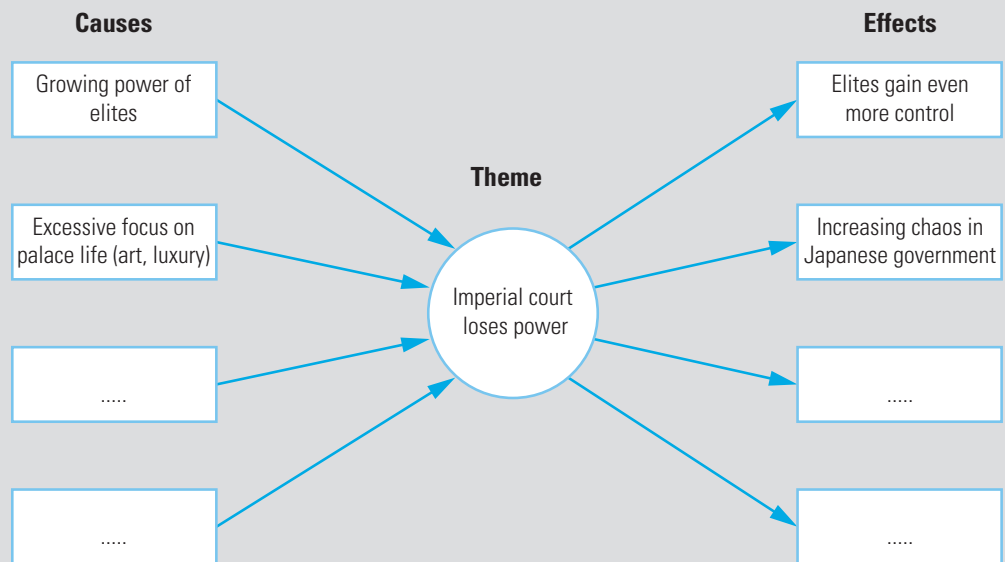 Causes
Effects
Growing power of
elites
Elites gain even
more control
Theme
Excessive focus on
palace life (art, luxury)
Increasing chaos in
Japanese government
Imperial court
loses power
.....
.....
.....
.....